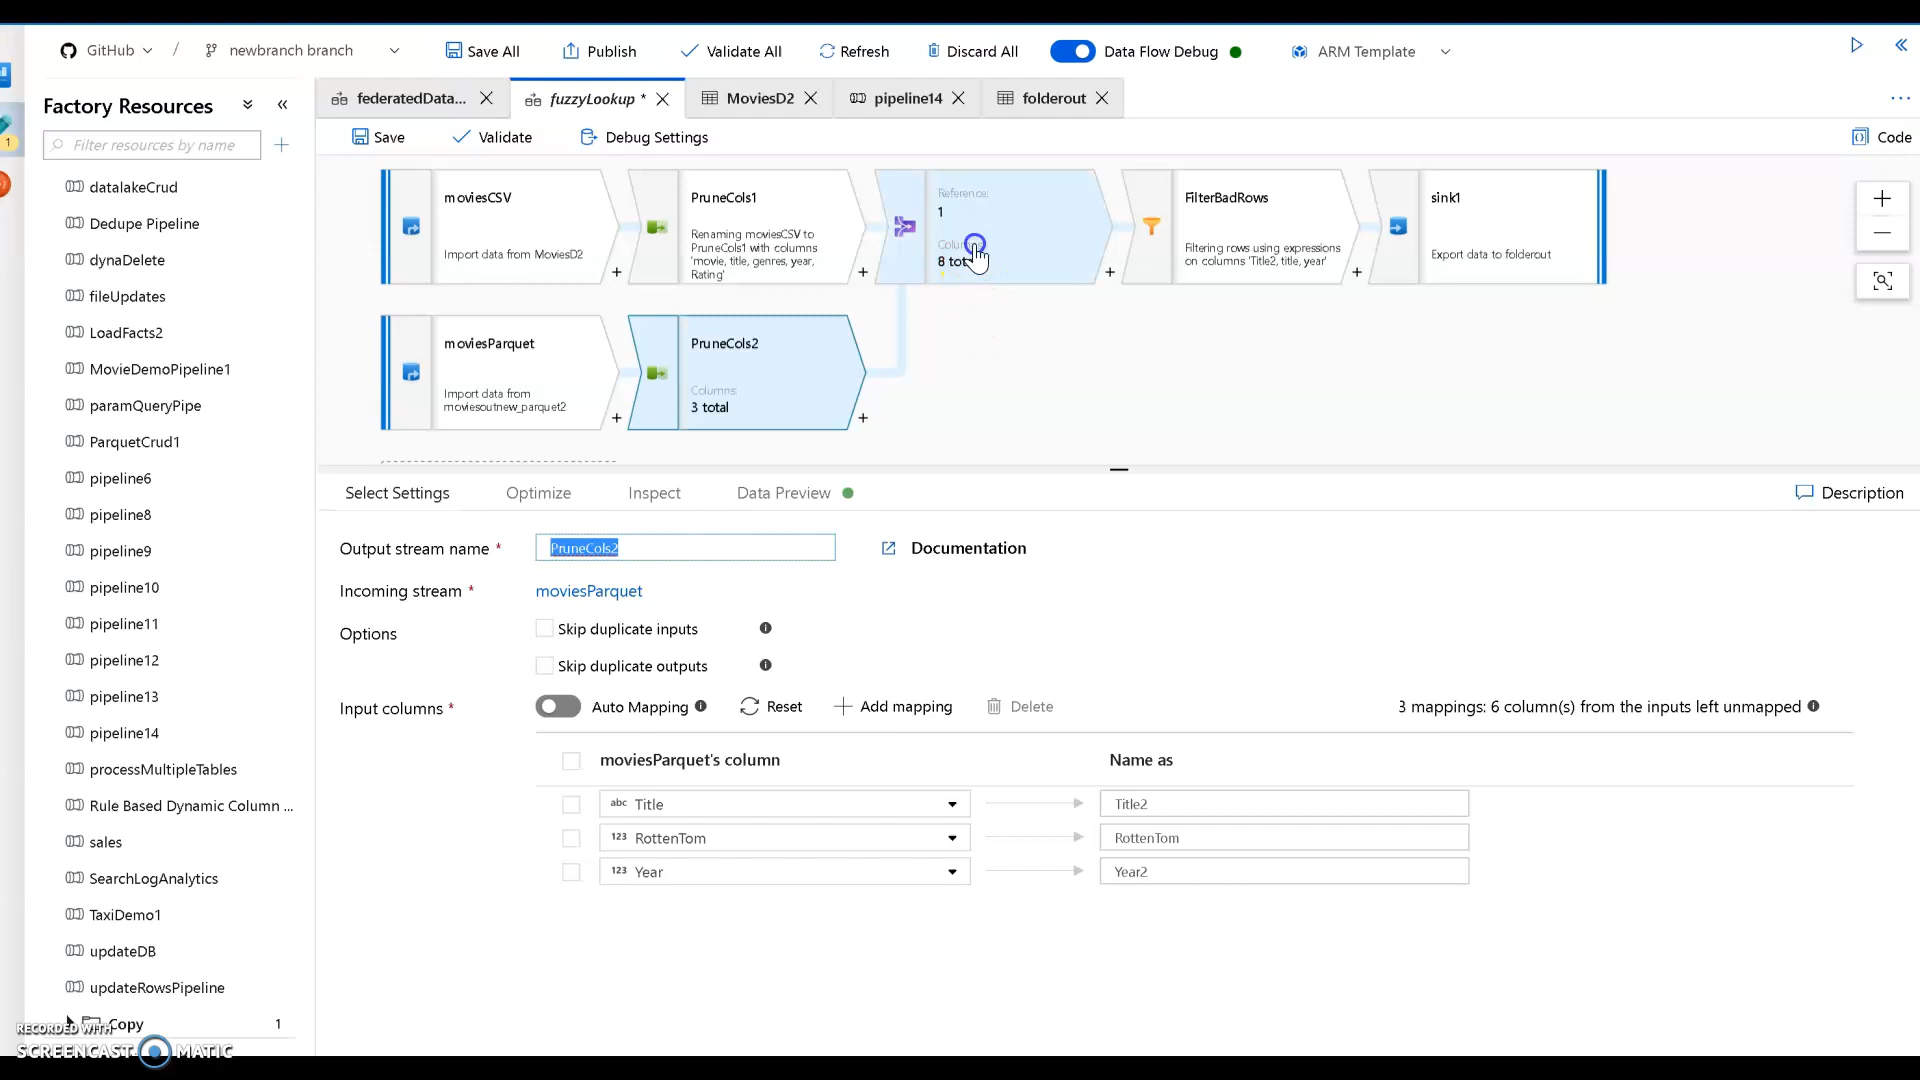 GitHub / newbranch branch Save All Publish Validate All Refresh Discard All Data Flow Debug ARM Template
Factory Resources
Filter resources by name
datalakeCrud
Dedupe Pipeline
dynaDelete
fileUpdates
LoadFacts2
MovieDemoPipeline1
paramQueryPipe
ParquetCrud1
pipeline6
pipeline8
pipeline9
pipeline10
pipeline11
pipeline12
pipeline13
pipeline14
processMultipleTables
Rule Based Dynamic Column ...
sales
SearchLogAnalytics
TaxiDemo1
updateDB
updateRowsPipeline
Copy 1
federatedData... fuzzyLookup * MoviesD2 pipeline14 folderout
Save Validate Debug Settings Code
moviesCSV
Import data from MoviesD2
PruneCols1
Renaming moviesCSV to
PruneCols1 with columns
'movie, title, genres, year,
Rating'
Reference:
1
8
FilterBadRows
Filtering rows using expressions
on columns 'Title2, title, year'
sink1
Export data to folderout
moviesParquet
Import data from
moviesoutnew_parquet2
PruneCols2
Columns:
3 total
Select Settings Optimize Inspect Data Preview Description
Output stream name * PruneCols2 Documentation
Incoming stream * moviesParquet
Options Skip duplicate inputs
Skip duplicate outputs
Input columns * Auto Mapping Reset Add mapping Delete 3 mappings: 6 column(s) from the inputs left unmapped
moviesParquet's column Name as
abc Title Title2
123 RottenTom RottenTom
123 Year Year2
1
RECORDED WITH
SCREENCAST MATIC